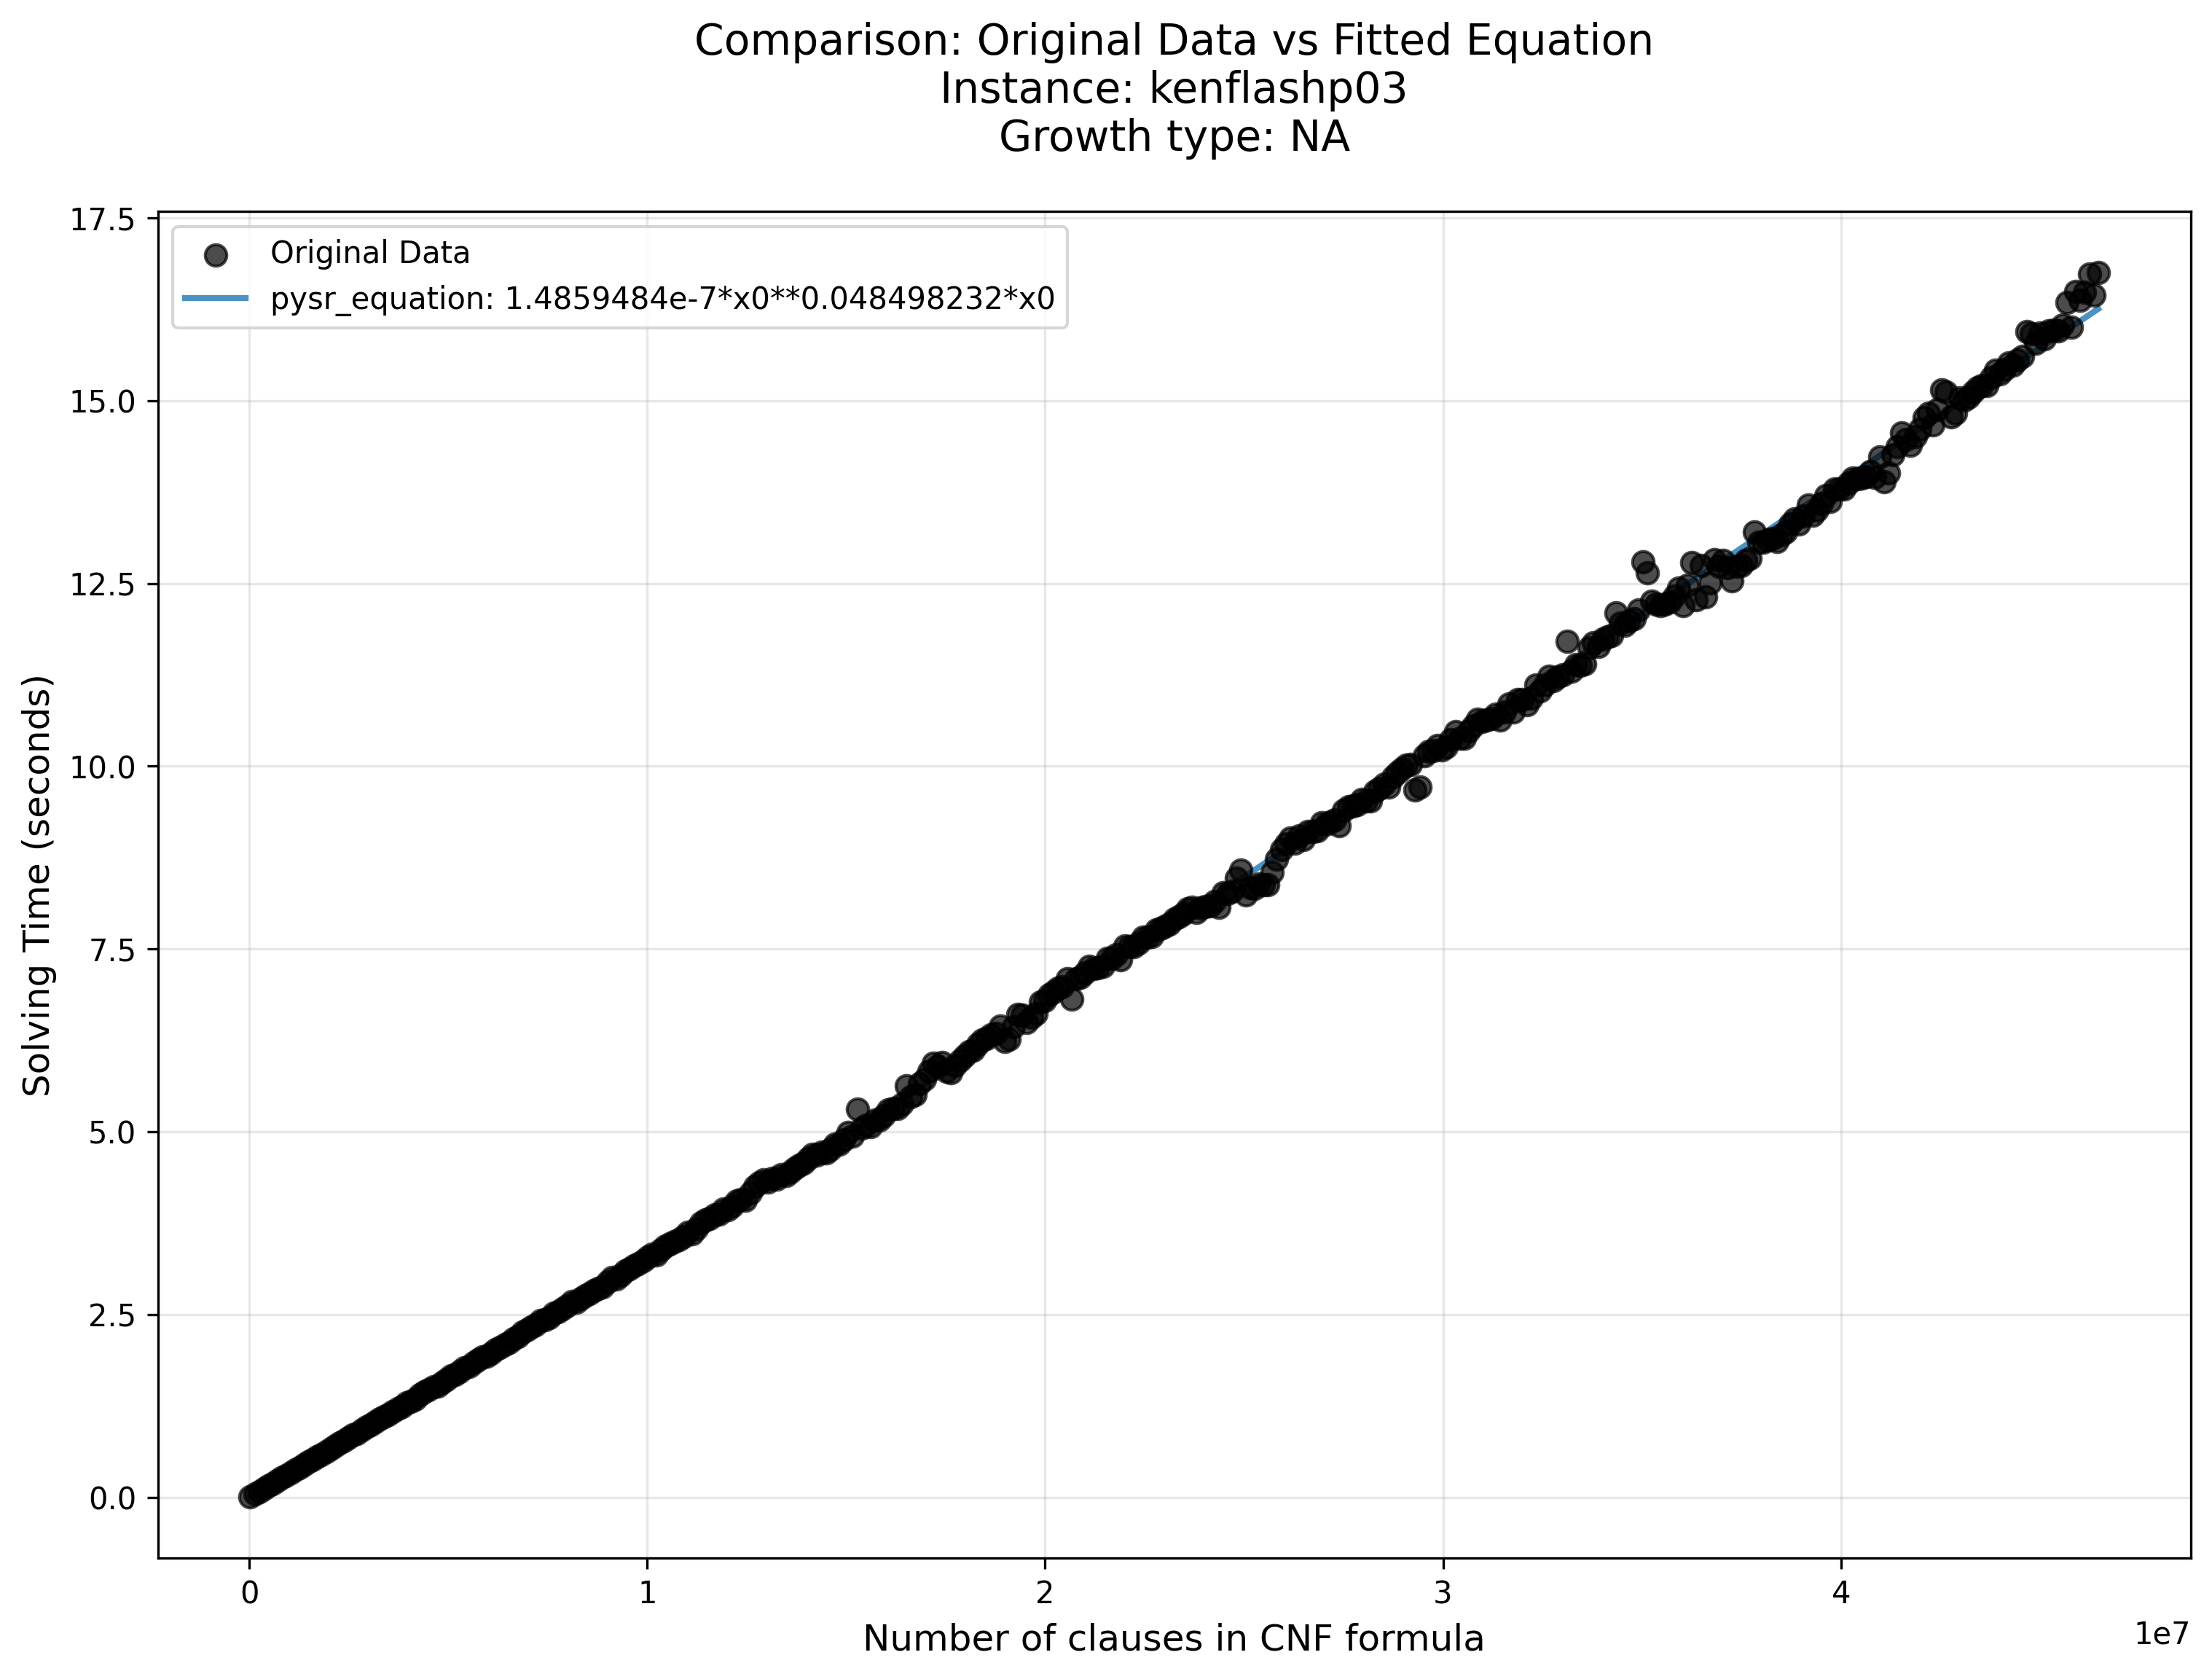 Comparison: Original Data vs Fitted Equation
Instance: kenflashp03
Growth type: NA
Original Data
pysr_equation: 1.4859484e-7*x0**0.048498232*x0
Solving Time (seconds)
17.5
15.0
12.5
10.0
7.5
5.0
2.5
0.0
0
1
2
3
4
1e7
Number of clauses in CNF formula